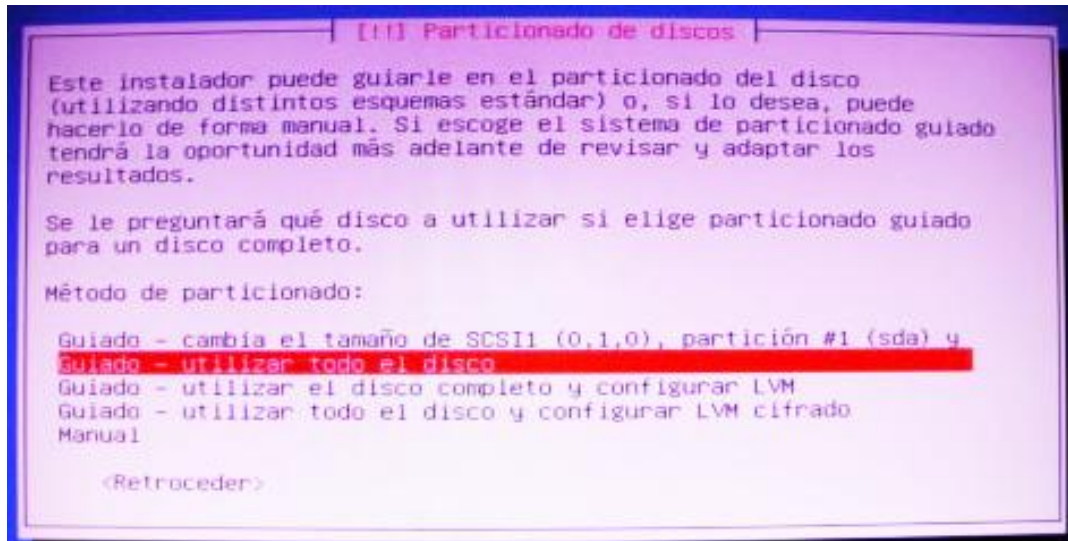 [!!] Particionado de discos
Este instalador puede guiarle en el particionado del disco
(utilizando distintos esquemas estándar) o, si lo desea, puede
hacerlo de forma manual. Si escoge el sistema de particionado guiado
tendrá la oportunidad más adelante de revisar y adaptar los
resultados.
Se le preguntará qué disco a utilizar si elige particionado guiado
para un disco completo.
Método de particionado:
Guiado - cambia el tamaño de SCSI1 (0,1,0), partición #1 (sda) y
Guiado - utilizar todo el disco
Guiado - utilizar el disco completo y configurar LVM
Guiado - utilizar todo el disco y configurar LVM cifrado
Manual
<Retroceder>